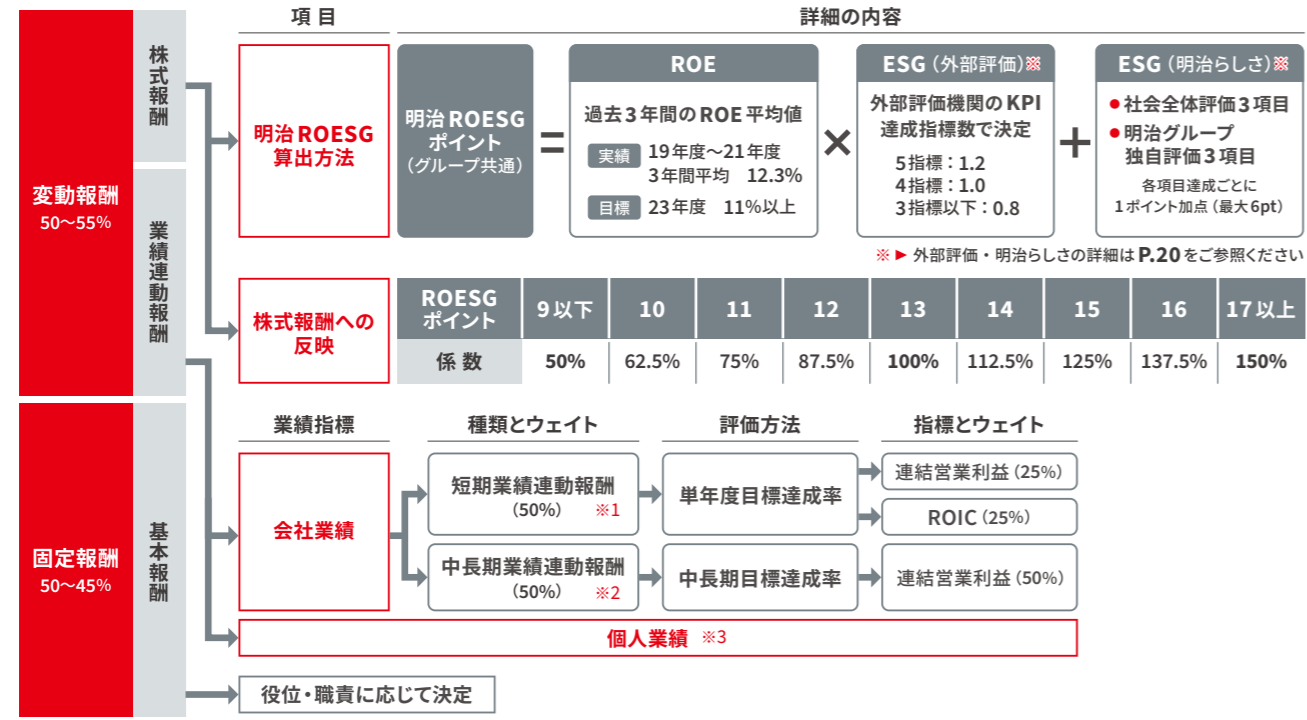 項目
詳細の内容
変動報酬
50〜55%
株式報酬
業績連動報酬
固定報酬
50〜45%
基本報酬
明治ROESG
算出方法
明治ROESG
ポイント
（グループ共通）
=
ROE
過去3年間のROE平均値
実績 19年度〜21年度
3年間平均 12.3%
目標 23年度 11%以上
×
ESG（外部評価）※
外部評価機関のKPI
達成指標数で決定
5指標：1.2
4指標：1.0
3指標以下：0.8
+
ESG（明治らしさ）※
●社会全体評価3項目
●明治グループ
独自評価3項目
各項目達成ごとに
1ポイント加点（最大6pt）
※▶外部評価・明治らしさの詳細はP.20をご参照ください
株式報酬への
反映
ROESG
ポイント
9以下 10 11 12 13 14 15 16 17以上
係数 50% 62.5% 75% 87.5% 100% 112.5% 125% 137.5% 150%
業績指標 種類とウェイト 評価方法 指標とウェイト
会社業績
短期業績連動報酬
（50%） ※1
単年度目標達成率
連結営業利益（25%）
ROIC（25%）
中長期業績連動報酬
（50%） ※2
中長期目標達成率
連結営業利益（50%）
個人業績 ※3
役位・職責に応じて決定